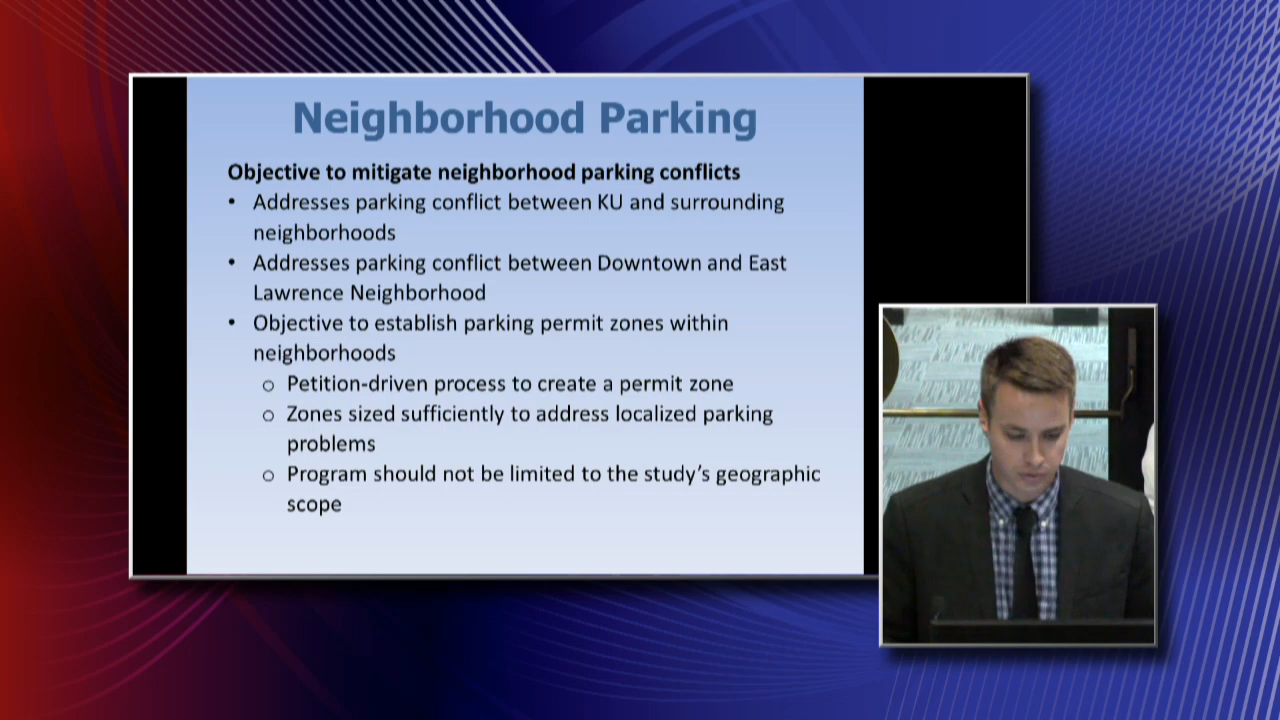 Neighborhood Parking
Objective to mitigate neighborhood parking conflicts
• Addresses parking conflict between KU and surrounding
neighborhoods
• Addresses parking conflict between Downtown and East
Lawrence Neighborhood
• Objective to establish parking permit zones within
neighborhoods
o Petition-driven process to create a permit zone
o Zones sized sufficiently to address localized parking
problems
o Program should not be limited to the study’s geographic
scope